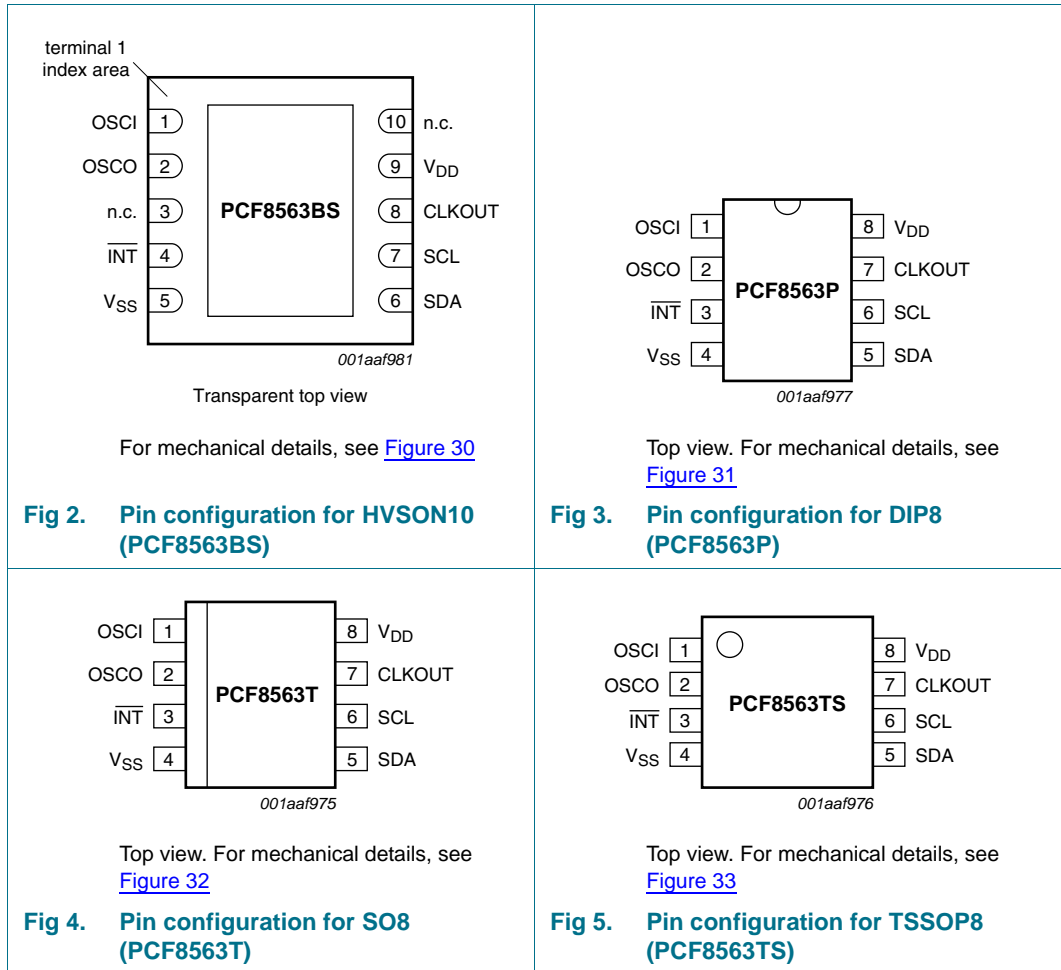 terminal 1
index area
OSCI 1
OSCO 2
n.c. 3
INT 4
VSS 5
PCF8563BS
10 n.c.
9 VDD
8 CLKOUT
7 SCL
6 SDA
001aaf981
Transparent top view
For mechanical details, see Figure 30
Fig 2. Pin configuration for HVSON10
(PCF8563BS)
OSCI 1
OSCO 2
INT 3
VSS 4
PCF8563P
8 VDD
7 CLKOUT
6 SCL
5 SDA
001aaf977
Top view. For mechanical details, see
Figure 31
Fig 3. Pin configuration for DIP8
(PCF8563P)
OSCI 1
OSCO 2
INT 3
VSS 4
PCF8563T
8 VDD
7 CLKOUT
6 SCL
5 SDA
001aaf975
Top view. For mechanical details, see
Figure 32
Fig 4. Pin configuration for SO8
(PCF8563T)
OSCI 1
OSCO 2
INT 3
VSS 4
PCF8563TS
8 VDD
7 CLKOUT
6 SCL
5 SDA
001aaf976
Top view. For mechanical details, see
Figure 33
Fig 5. Pin configuration for TSSOP8
(PCF8563TS)